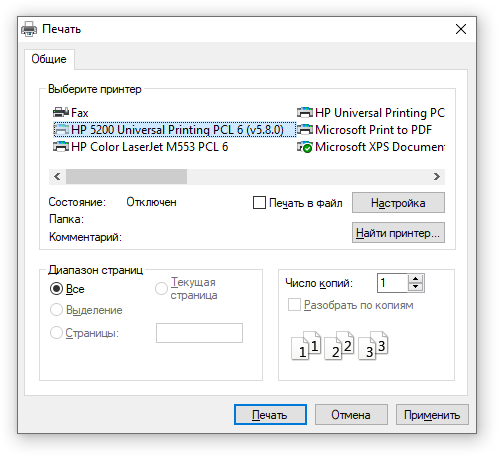 Печать
Общие
Выберите принтер
Fax
HP 5200 Universal Printing PCL 6 (v5.8.0)
HP Color LaserJet M553 PCL 6
HP Universal Printing PC
Microsoft Print to PDF
Microsoft XPS Documen
Состояние: Отключен
Папка:
Комментарий:
Печать в файл
Настройка
Найти принтер...
Диапазон страниц
Все
Текущая
страница
Выделение
Страницы:
Число копий: 1
Разобрать по копиям
1 1 2 2 3 3
Печать
Отмена
Применить